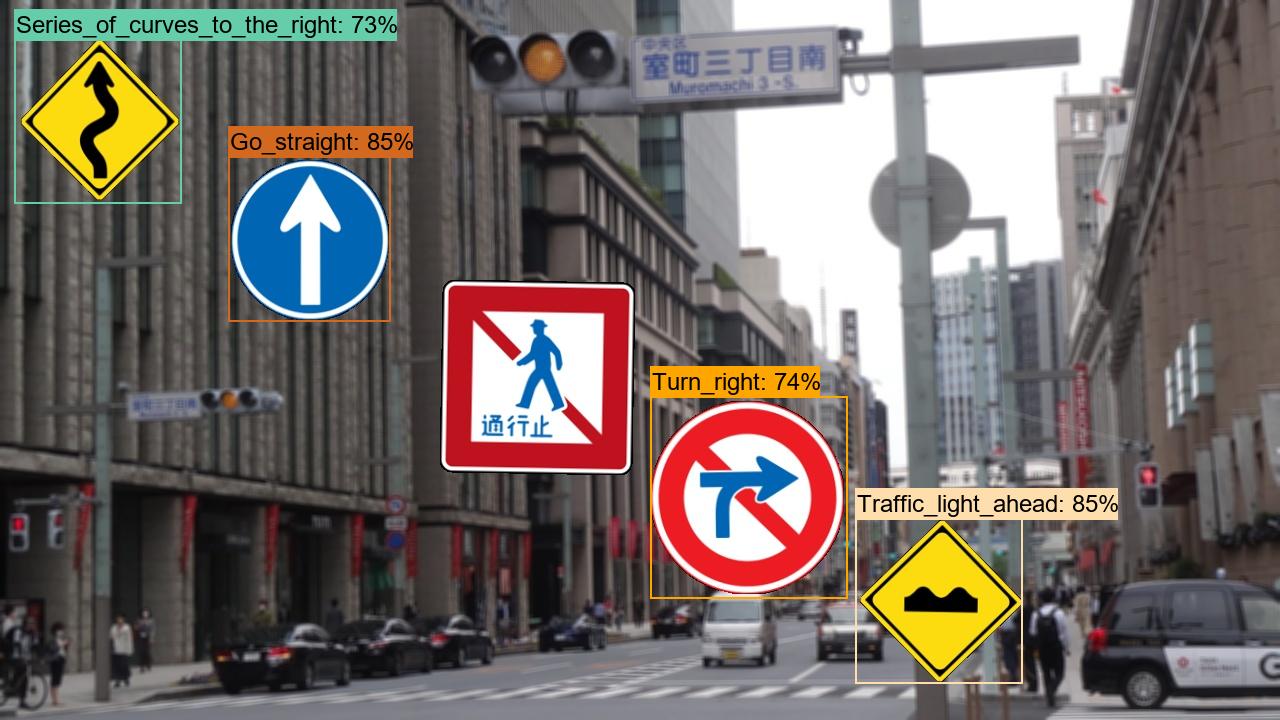 Series_of_curves_to_the_right: 73%
中央区
室町三丁目南
Muromachi 3 -S.
Go_straight: 85%
Turn_right: 74%
通行止
Traffic_light_ahead: 85%